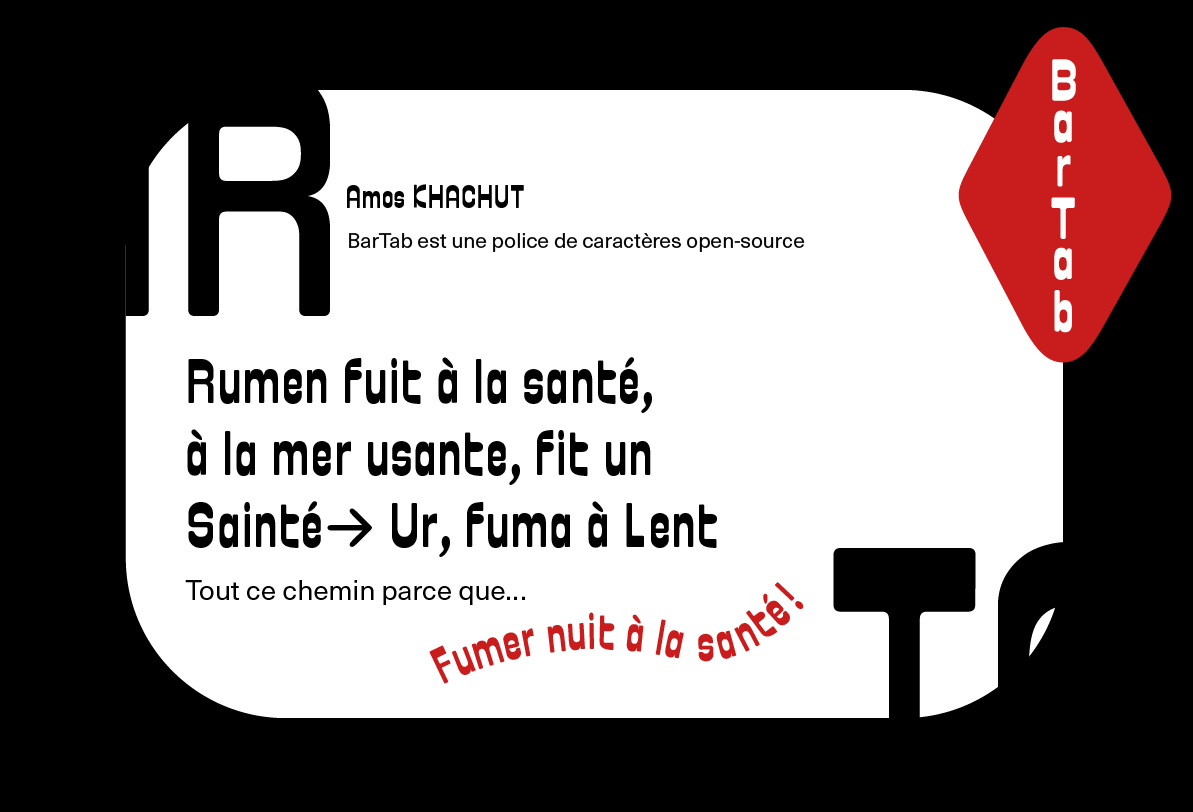 R
Amos KHACHUT
BarTab est une police de caractères open-source
BarTab
Rumen fuit à la santé,
à la mer usante, fit un
Sainté→ Ur, fuma à Lent
Tout ce chemin parce que...
Fumer nuit à la santé!
T